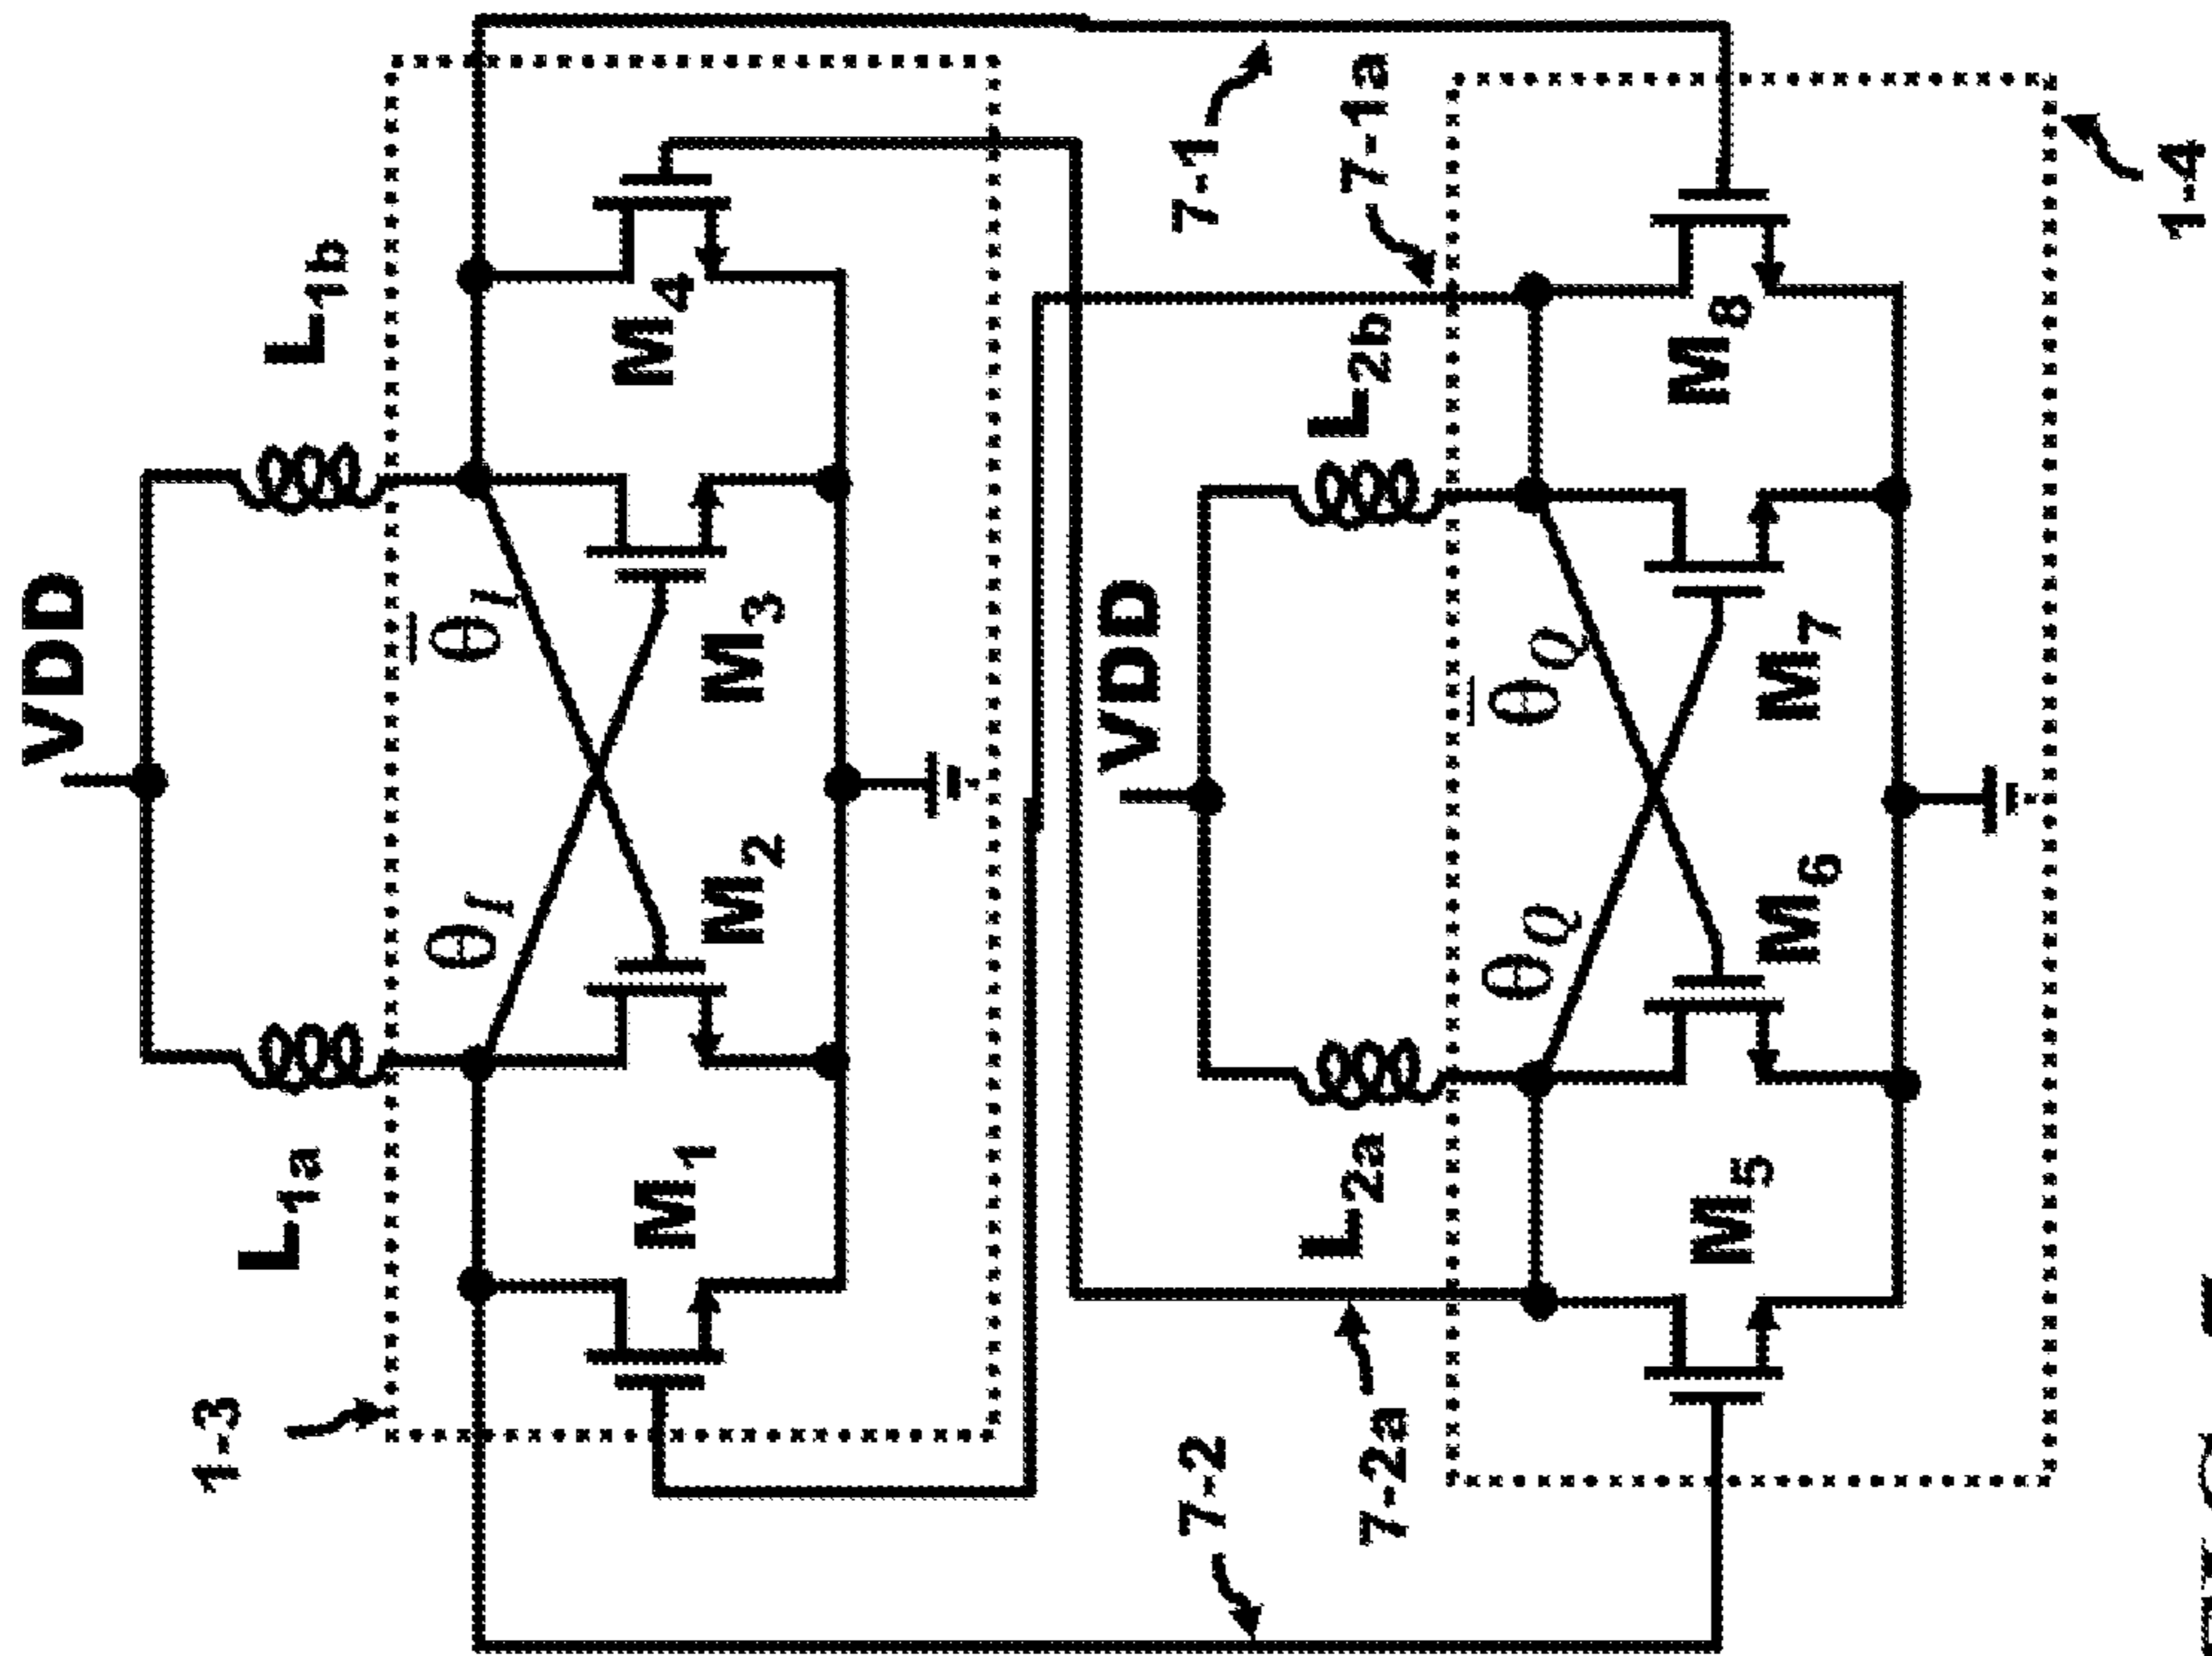 VDD
L1a
L1b
1-3
θI
θ̅I
M1
M2
M3
M4
7-1
7-1a
VDD
7-2
7-2a
L2a
L2b
θQ
θ̅Q
M5
M6
M7
M8
1-4